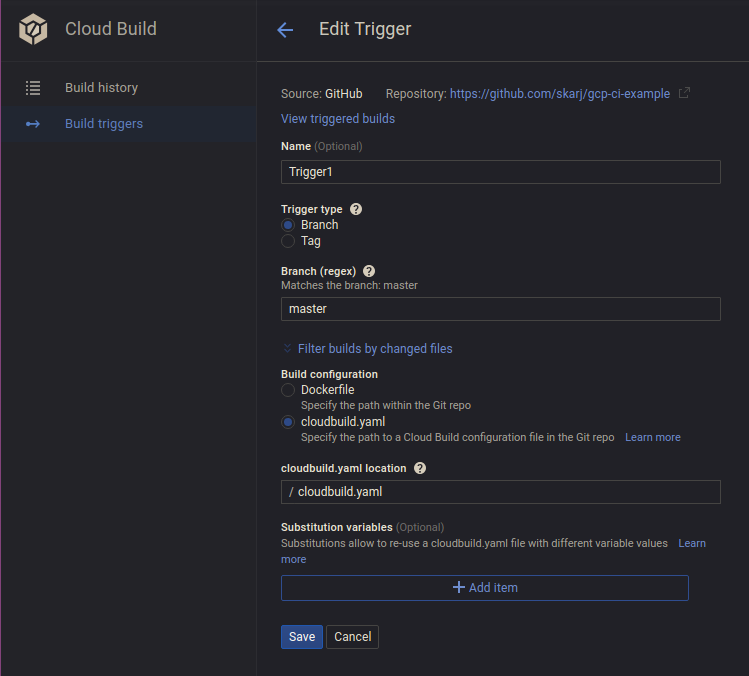 Cloud Build
Edit Trigger
Build history
Build triggers
Source: GitHub Repository: https://github.com/skarj/gcp-ci-example
View triggered builds
Name (Optional)
Trigger1
Trigger type ?
Branch
Tag
Branch (regex) ?
Matches the branch: master
master
Filter builds by changed files
Build configuration
Dockerfile
Specify the path within the Git repo
cloudbuild.yaml
Specify the path to a Cloud Build configuration file in the Git repo Learn more
cloudbuild.yaml location ?
/ cloudbuild.yaml
Substitution variables (Optional)
Substitutions allow to re-use a cloudbuild.yaml file with different variable values Learn
more
+ Add item
Save Cancel